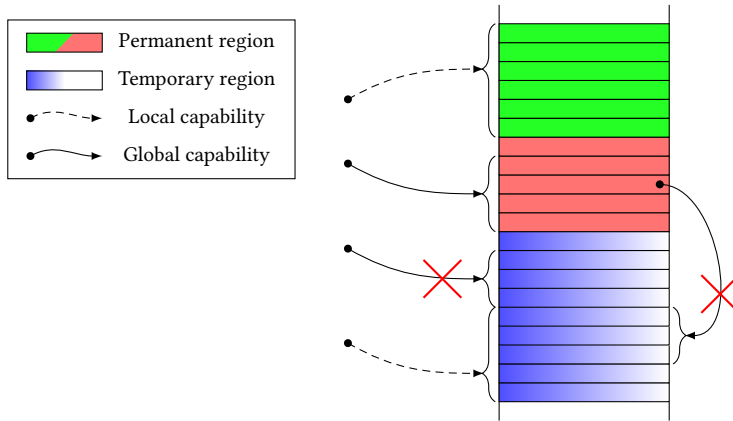 Permanent region
Temporary region
Local capability
Global capability